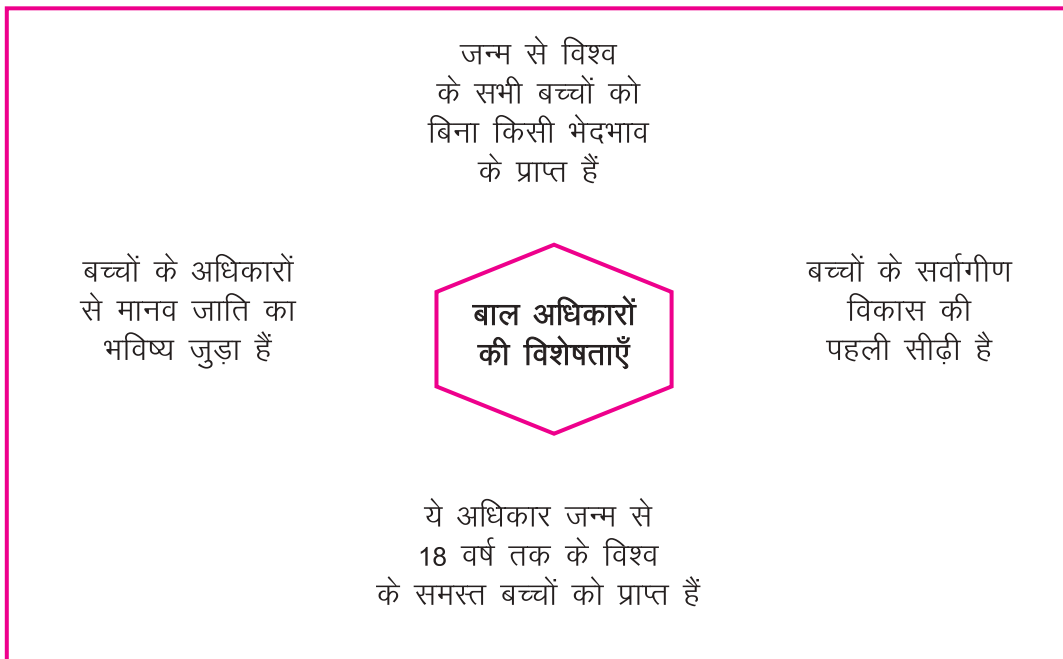 जन्म से विश्व
के सभी बच्चों को
बिना किसी भेदभाव
के प्राप्त हैं
बच्चों के अधिकारों
से मानव जाति का
भविष्य जुड़ा हैं
बाल अधिकारों
की विशेषताएँ
बच्चों के सर्वागीण
विकास की
पहली सीढ़ी है
ये अधिकार जन्म से
18 वर्ष तक के विश्व
के समस्त बच्चों को प्राप्त हैं